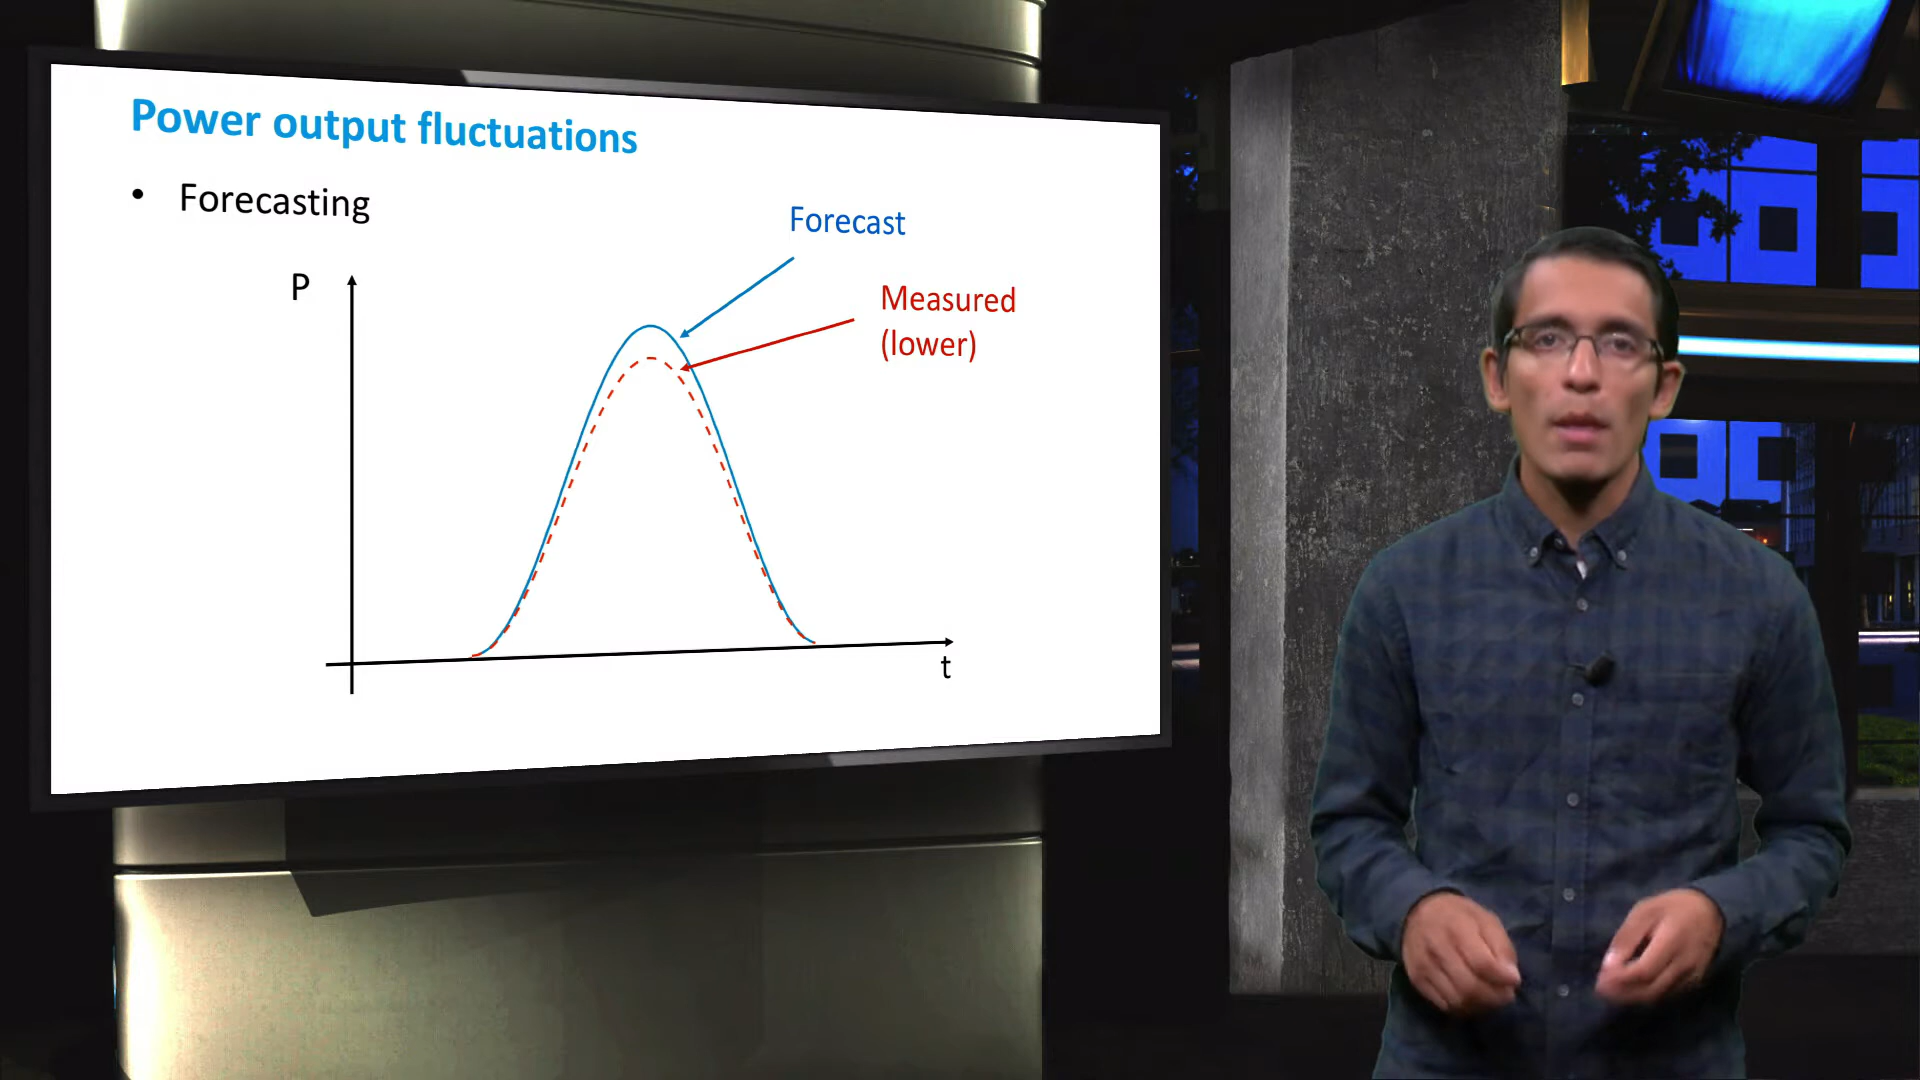 Power output fluctuations
• Forecasting
Forecast
P
Measured
(lower)
t